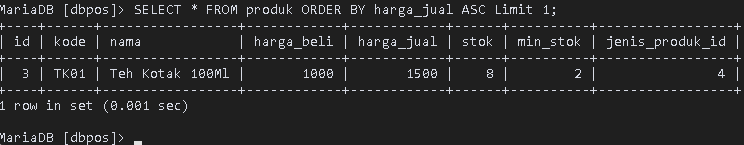 MariaDB [dbpos]> SELECT * FROM produk ORDER BY harga_jual ASC Limit 1;
+----+------+-----------------+------------+------------+------+----------+-----------------+
| id | kode | nama            | harga_beli | harga_jual | stok | min_stok | jenis_produk_id |
+----+------+-----------------+------------+------------+------+----------+-----------------+
|  3 | TK01 | Teh Kotak 100Ml |       1000 |       1500 |    8 |        2 |               4 |
+----+------+-----------------+------------+------------+------+----------+-----------------+
1 row in set (0.001 sec)
MariaDB [dbpos]>